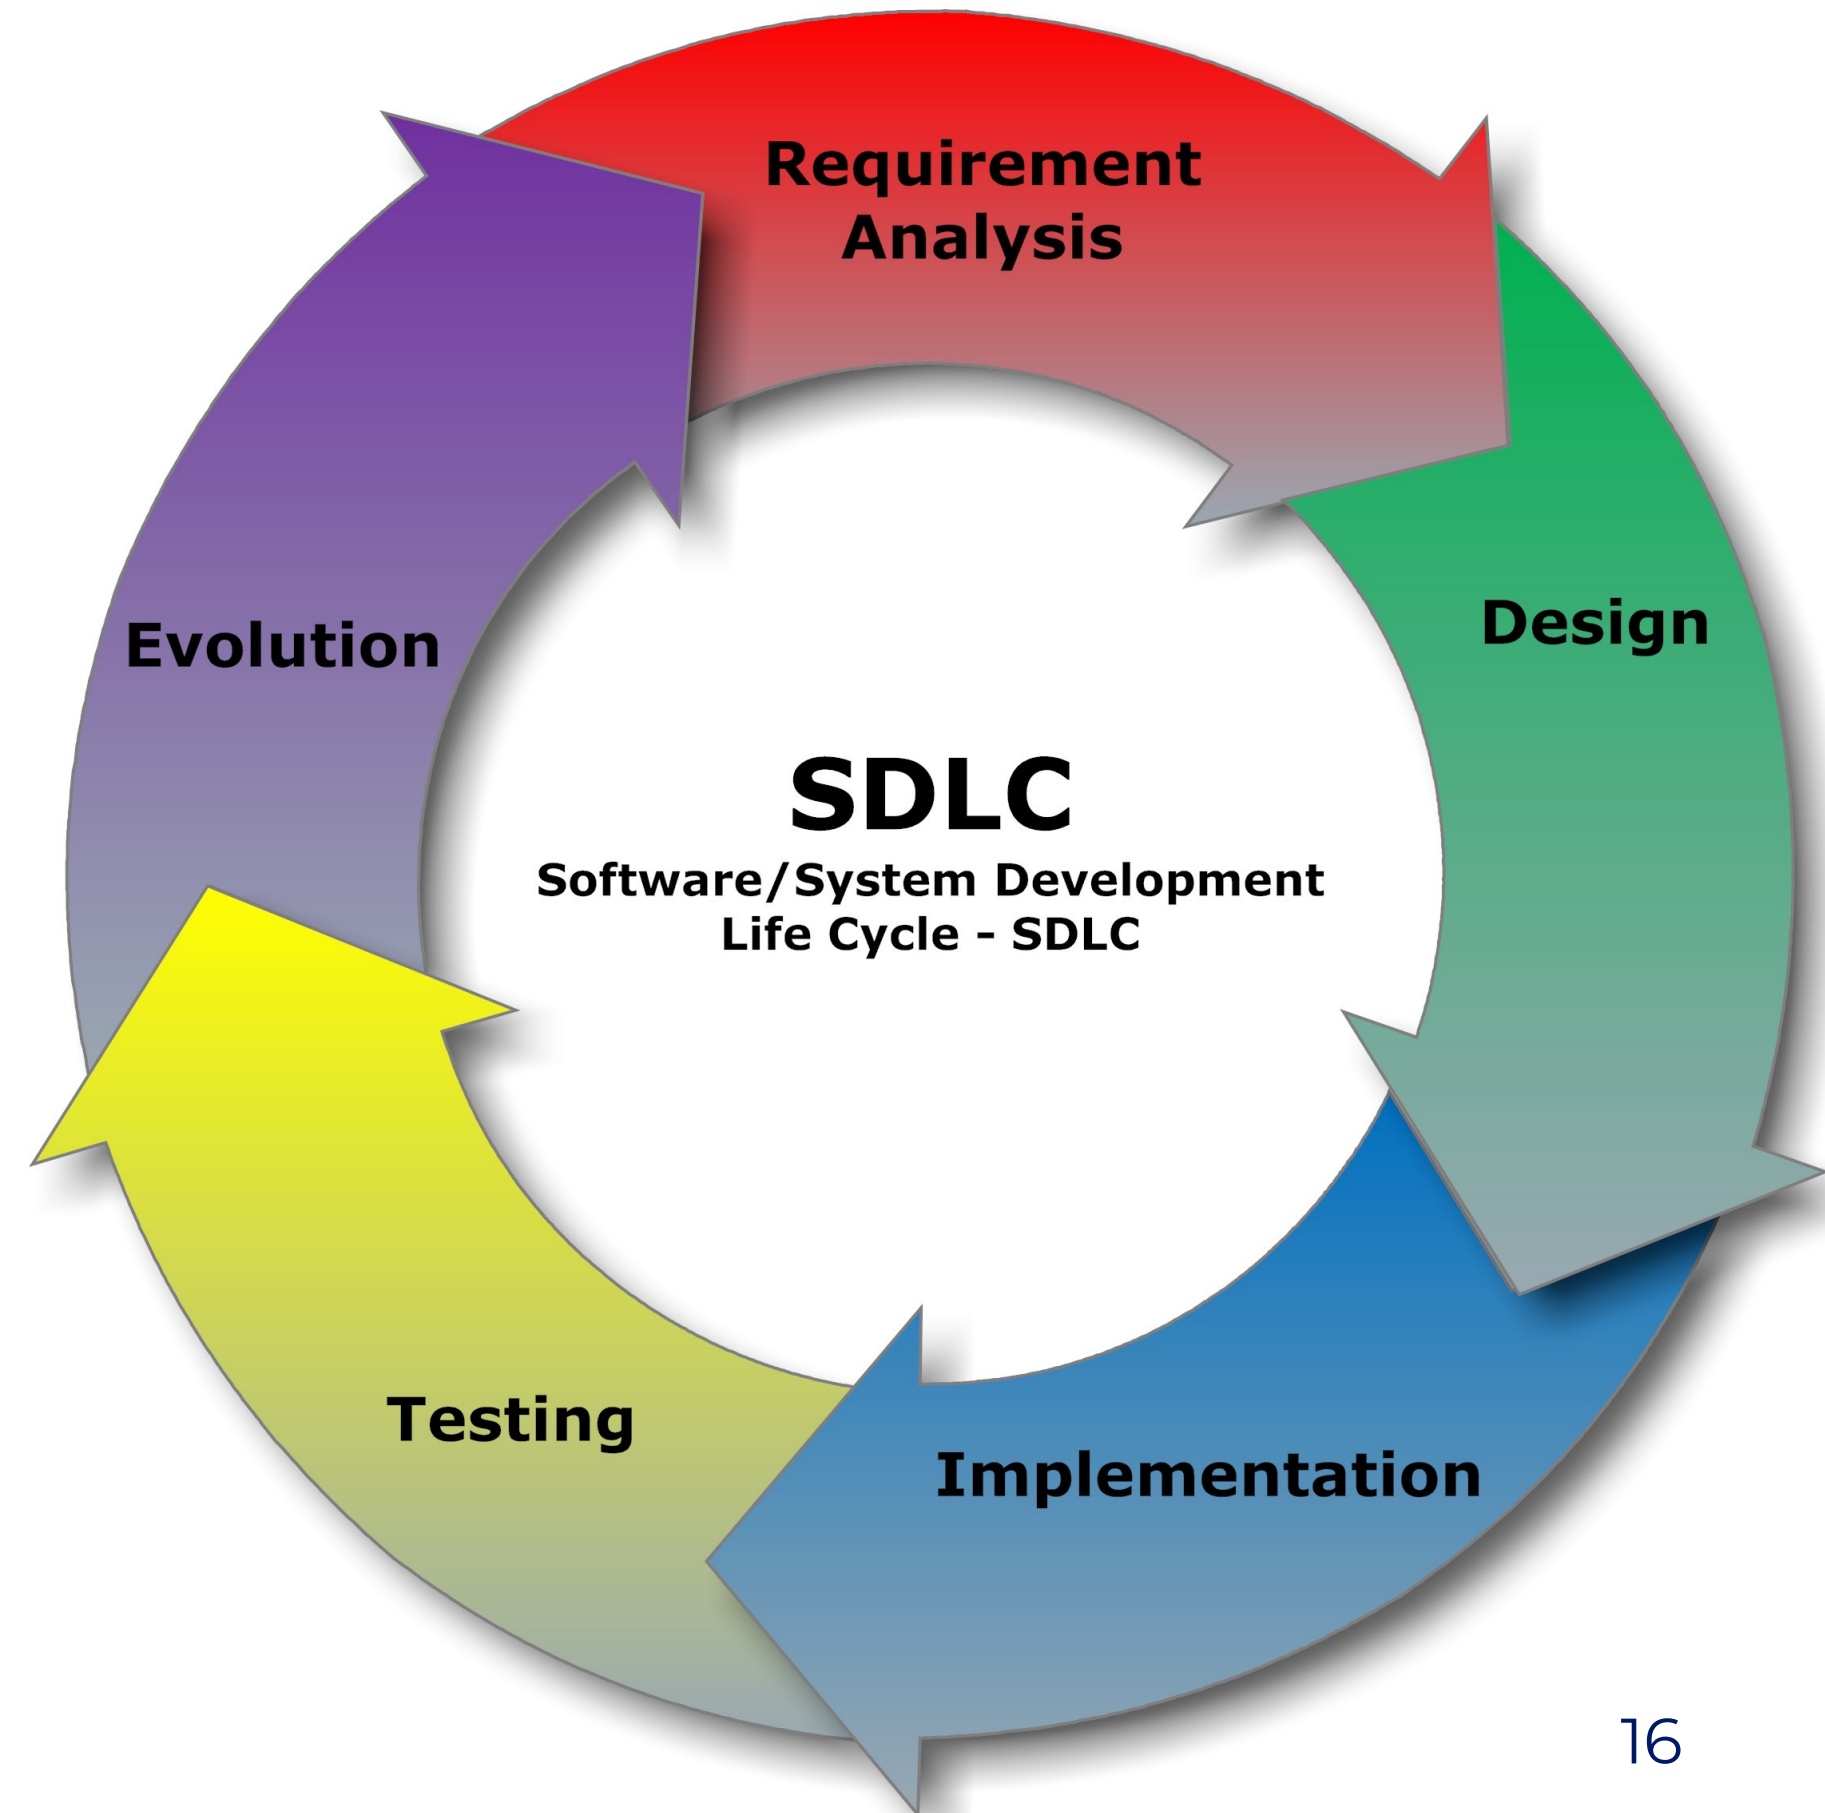 Requirement
Analysis
Design
Implementation
Testing
Evolution
SDLC
Software/System Development
Life Cycle - SDLC
16